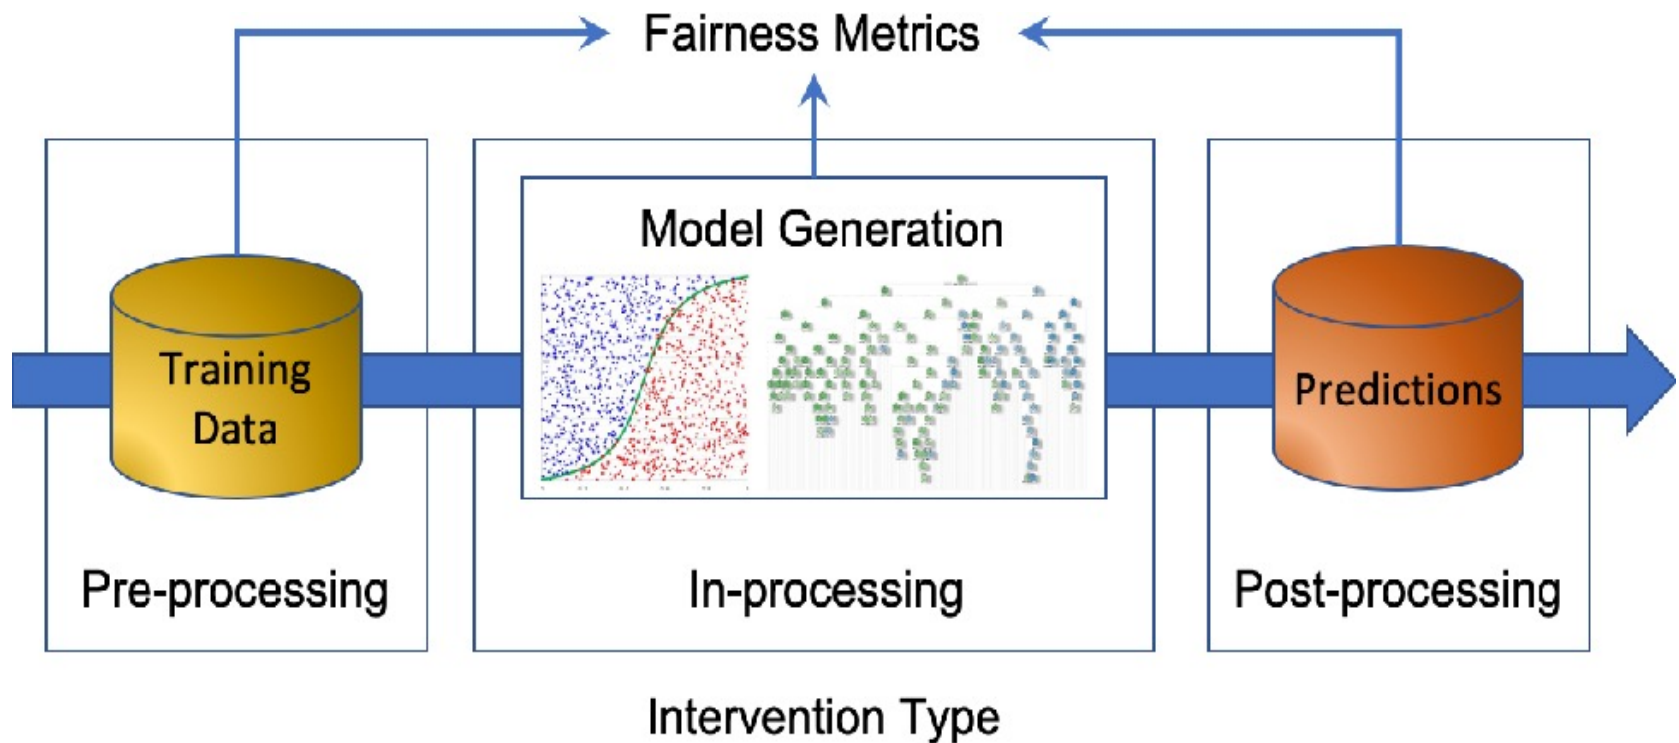 Fairness Metrics
Model Generation
Training
Data
Predictions
Pre-processing
In-processing
Post-processing
Intervention Type